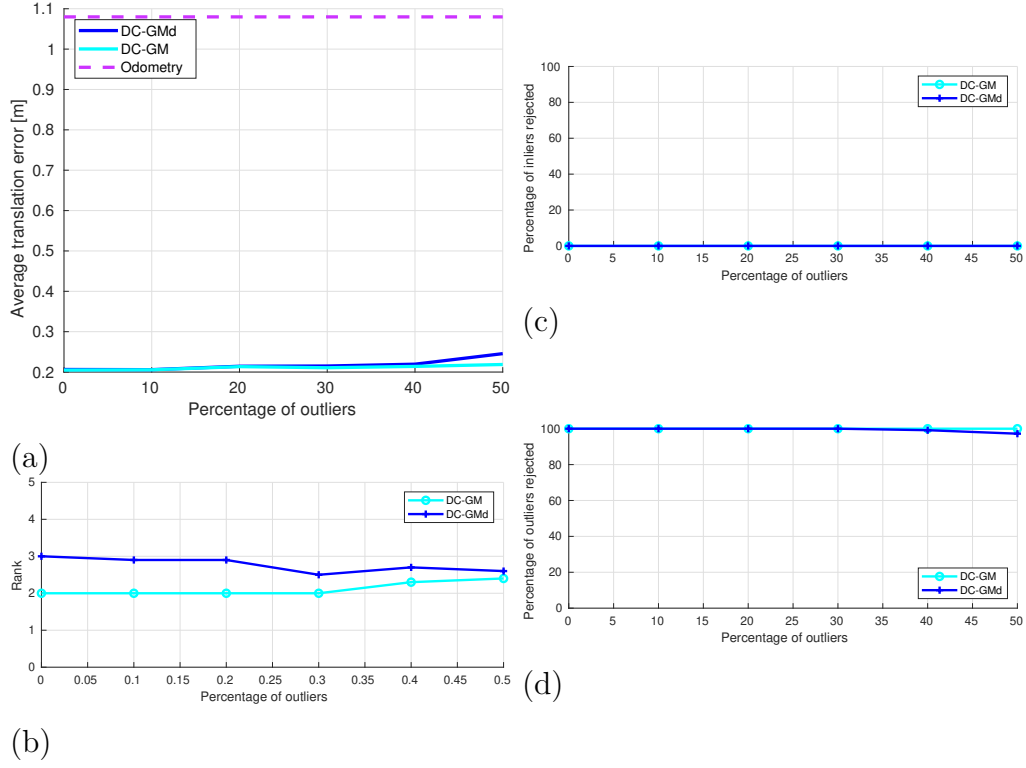 1.1
1
0.9
0.8
0.7
0.6
0.5
0.4
0.3
0.2
Average translation error [m]
DC-GMd
DC-GM
Odometry
0 10 20 30 40 50
Percentage of outliers
(a)
5
4
3
2
1
0
Rank
DC-GM
DC-GMd
0 0.05 0.1 0.15 0.2 0.25 0.3 0.35 0.4 0.45 0.5
Percentage of outliers
(b)
100
80
60
40
20
0
Percentage of inliers rejected
DC-GM
DC-GMd
0 5 10 15 20 25 30 35 40 45 50
Percentage of outliers
(c)
100
80
60
40
20
0
Percentage of outliers rejected
DC-GM
DC-GMd
0 5 10 15 20 25 30 35 40 45 50
Percentage of outliers
(d)